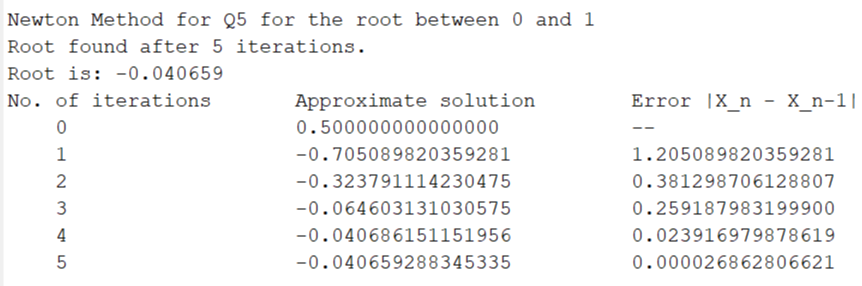 Newton Method for Q5 for the root between 0 and 1
Root found after 5 iterations.
Root is: -0.040659
No. of iterations Approximate solution Error |X_n - X_n-1|
0 0.500000000000000 --
1 -0.705089820359281 1.205089820359281
2 -0.323791114230475 0.381298706128807
3 -0.064603131030575 0.259187983199900
4 -0.040686151151956 0.023916979878619
5 -0.040659288345335 0.000026862806621